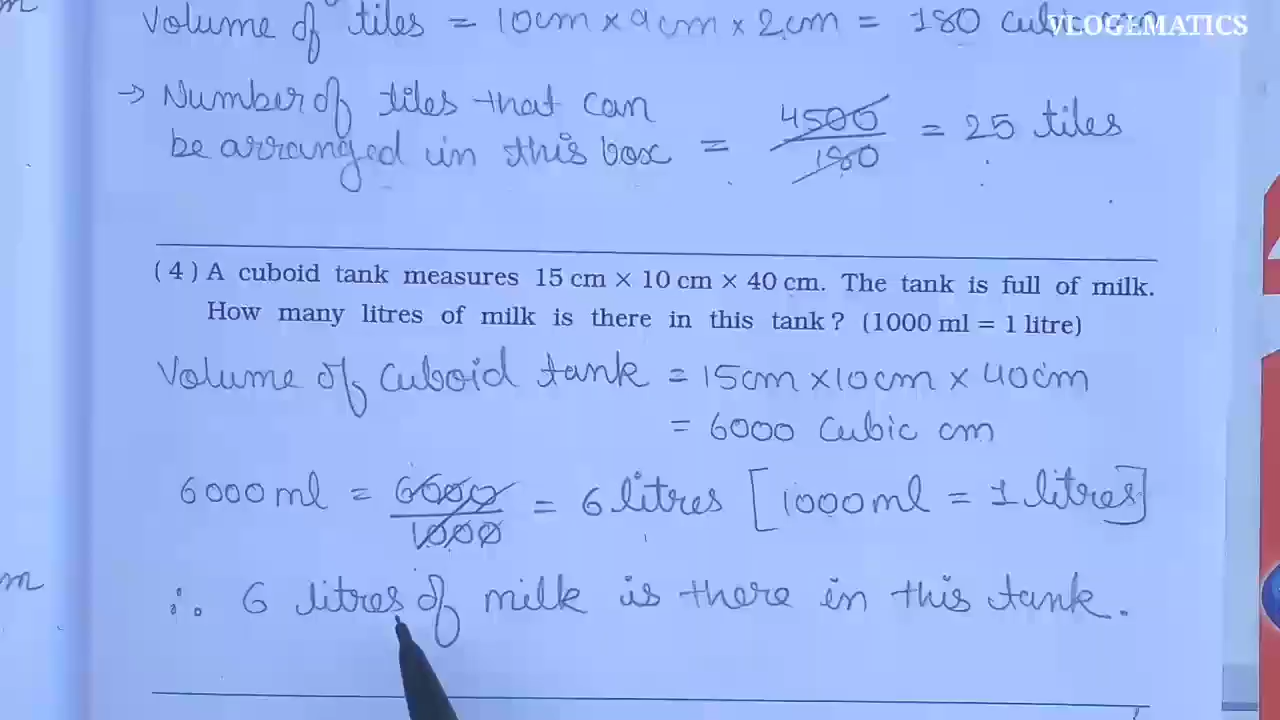 Volume of tiles = 10cm x 9cm x 2cm = 180 cubic cm
VLOGEMATICS
→ Number of tiles that can
be arranged in this box = 4500/180 = 25 tiles
(4) A cuboid tank measures 15 cm × 10 cm × 40 cm. The tank is full of milk.
How many litres of milk is there in this tank? (1000 ml = 1 litre)
Volume of Cuboid tank = 15cm x 10cm x 40cm
= 6000 Cubic cm
6000ml = 6000/1000 = 6 litres [1000ml = 1 litres]
∴ 6 litres of milk is there in this tank.
m